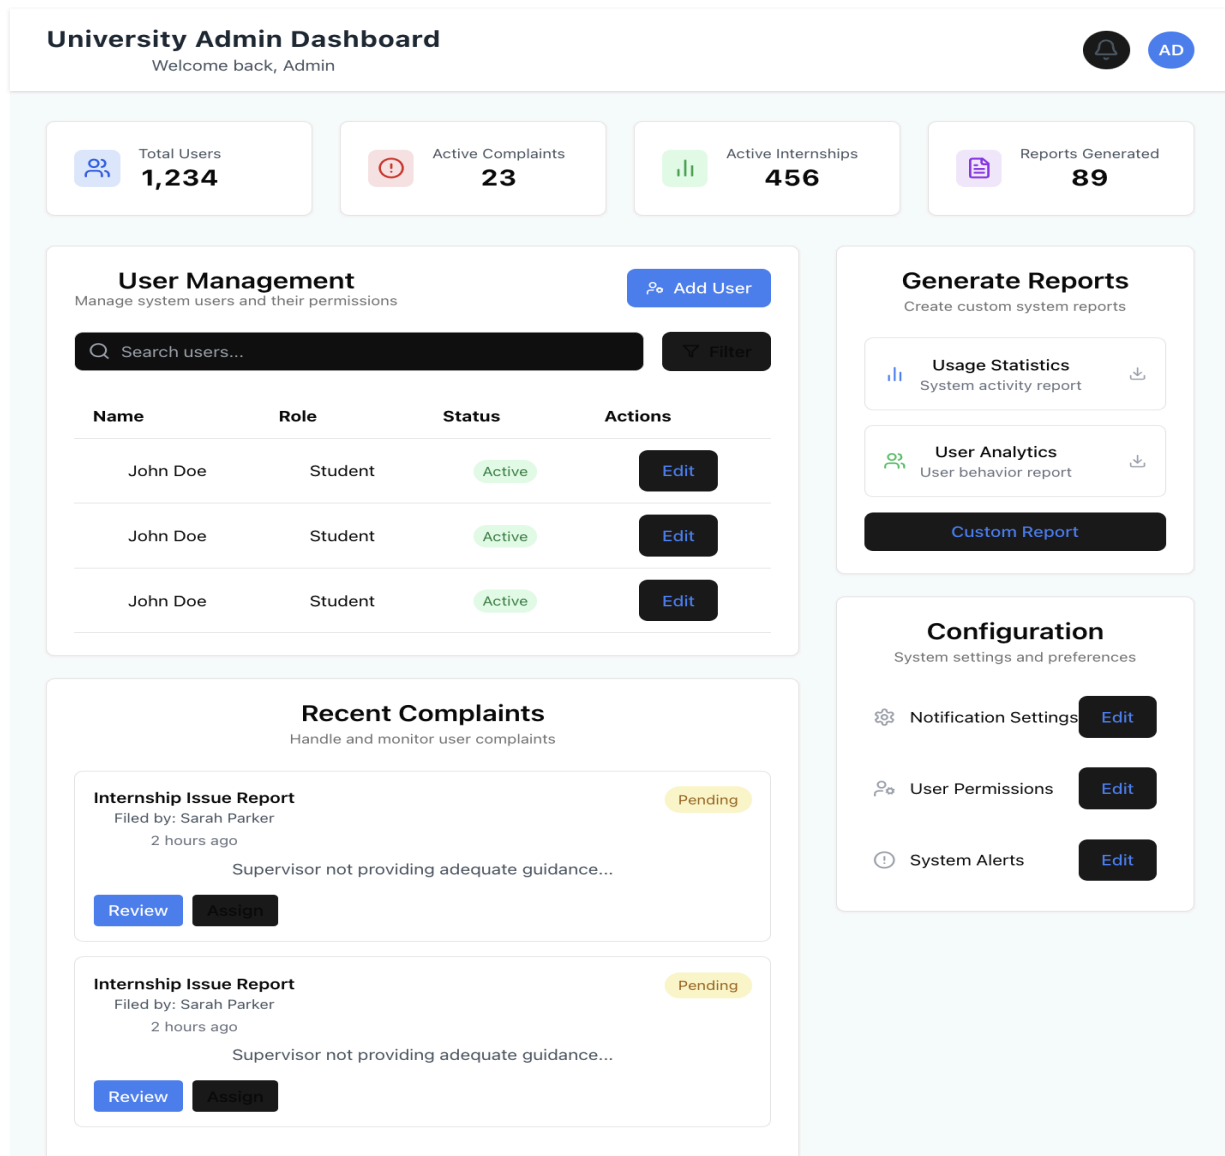 University Admin Dashboard
Welcome back, Admin
AD
Total Users
1,234
Active Complaints
23
Active Internships
456
Reports Generated
89
User Management
Manage system users and their permissions
Add User
Search users...
Filter
Name Role Status Actions
John Doe Student Active Edit
John Doe Student Active Edit
John Doe Student Active Edit
Recent Complaints
Handle and monitor user complaints
Internship Issue Report
Pending
Filed by: Sarah Parker
2 hours ago
Supervisor not providing adequate guidance...
Review Assign
Internship Issue Report
Pending
Filed by: Sarah Parker
2 hours ago
Supervisor not providing adequate guidance...
Review Assign
Generate Reports
Create custom system reports
Usage Statistics
System activity report
User Analytics
User behavior report
Custom Report
Configuration
System settings and preferences
Notification Settings Edit
User Permissions Edit
System Alerts Edit